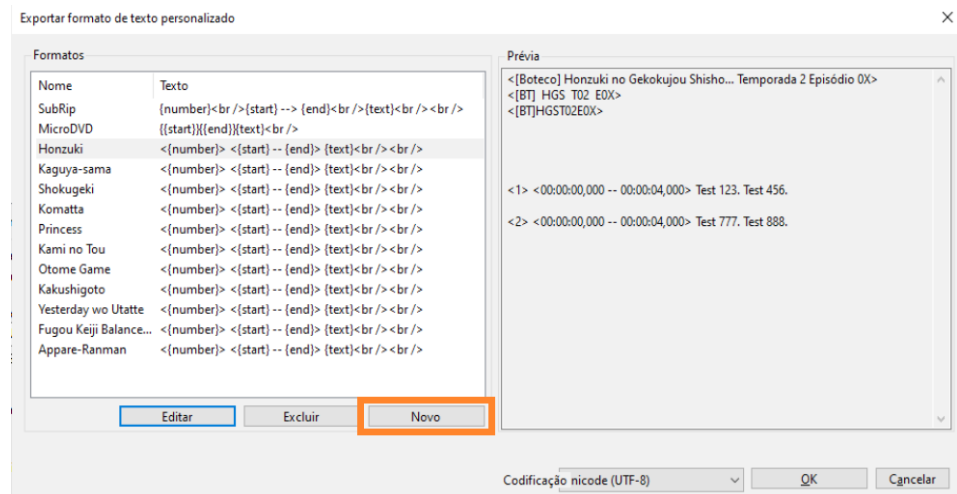 Exportar formato de texto personalizado
Formatos
Nome Texto
SubRip {number}<br />{start} --> {end}<br />{text}<br /><br />
MicroDVD {{start}}{{end}}{text}<br />
Honzuki <{number}> <{start} -- {end}> {text}<br /><br />
Kaguya-sama <{number}> <{start} -- {end}> {text}<br /><br />
Shokugeki <{number}> <{start} -- {end}> {text}<br /><br />
Komatta <{number}> <{start} -- {end}> {text}<br /><br />
Princess <{number}> <{start} -- {end}> {text}<br /><br />
Kami no Tou <{number}> <{start} -- {end}> {text}<br /><br />
Otome Game <{number}> <{start} -- {end}> {text}<br /><br />
Kakushigoto <{number}> <{start} -- {end}> {text}<br /><br />
Yesterday wo Utatte <{number}> <{start} -- {end}> {text}<br /><br />
Fugou Keiji Balance... <{number}> <{start} -- {end}> {text}<br /><br />
Appare-Ranman <{number}> <{start} -- {end}> {text}<br /><br />
Editar Excluir Novo
Prévia
<[Boteco] Honzuki no Gekokujou Shisho... Temporada 2 Episódio 0X>
<[BT] HGS T02 E0X>
<[BT]HGST02E0X>
<1> <00:00:00,000 -- 00:00:04,000> Test 123. Test 456.
<2> <00:00:00,000 -- 00:00:04,000> Test 777. Test 888.
Codificação nicode (UTF-8) OK Cancelar